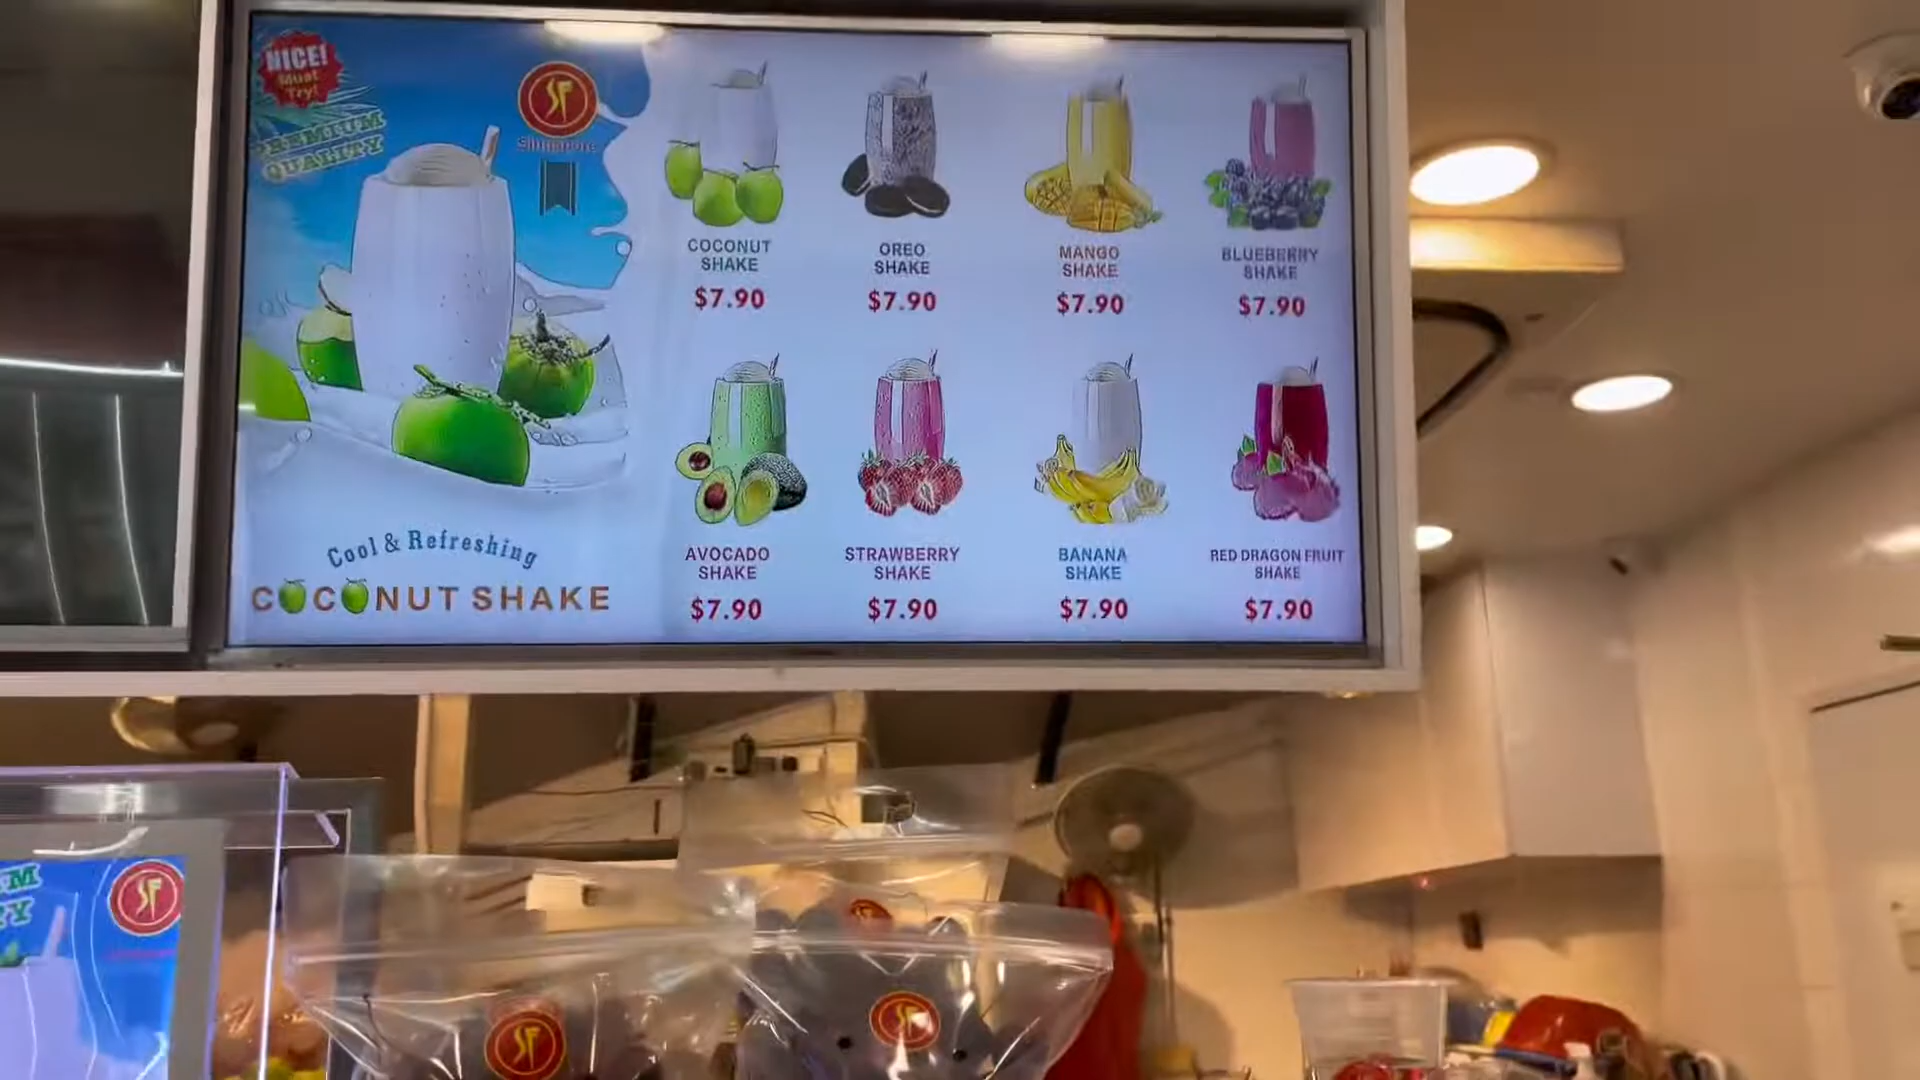 NICE!
Must
Try!
PREMIUM
QUALITY
SF
Singapore
Cool & Refreshing
COCONUT SHAKE
COCONUT
SHAKE
$7.90
OREO
SHAKE
$7.90
MANGO
SHAKE
$7.90
BLUEBERRY
SHAKE
$7.90
AVOCADO
SHAKE
$7.90
STRAWBERRY
SHAKE
$7.90
BANANA
SHAKE
$7.90
RED DRAGON FRUIT
SHAKE
$7.90
SF
SF
SF